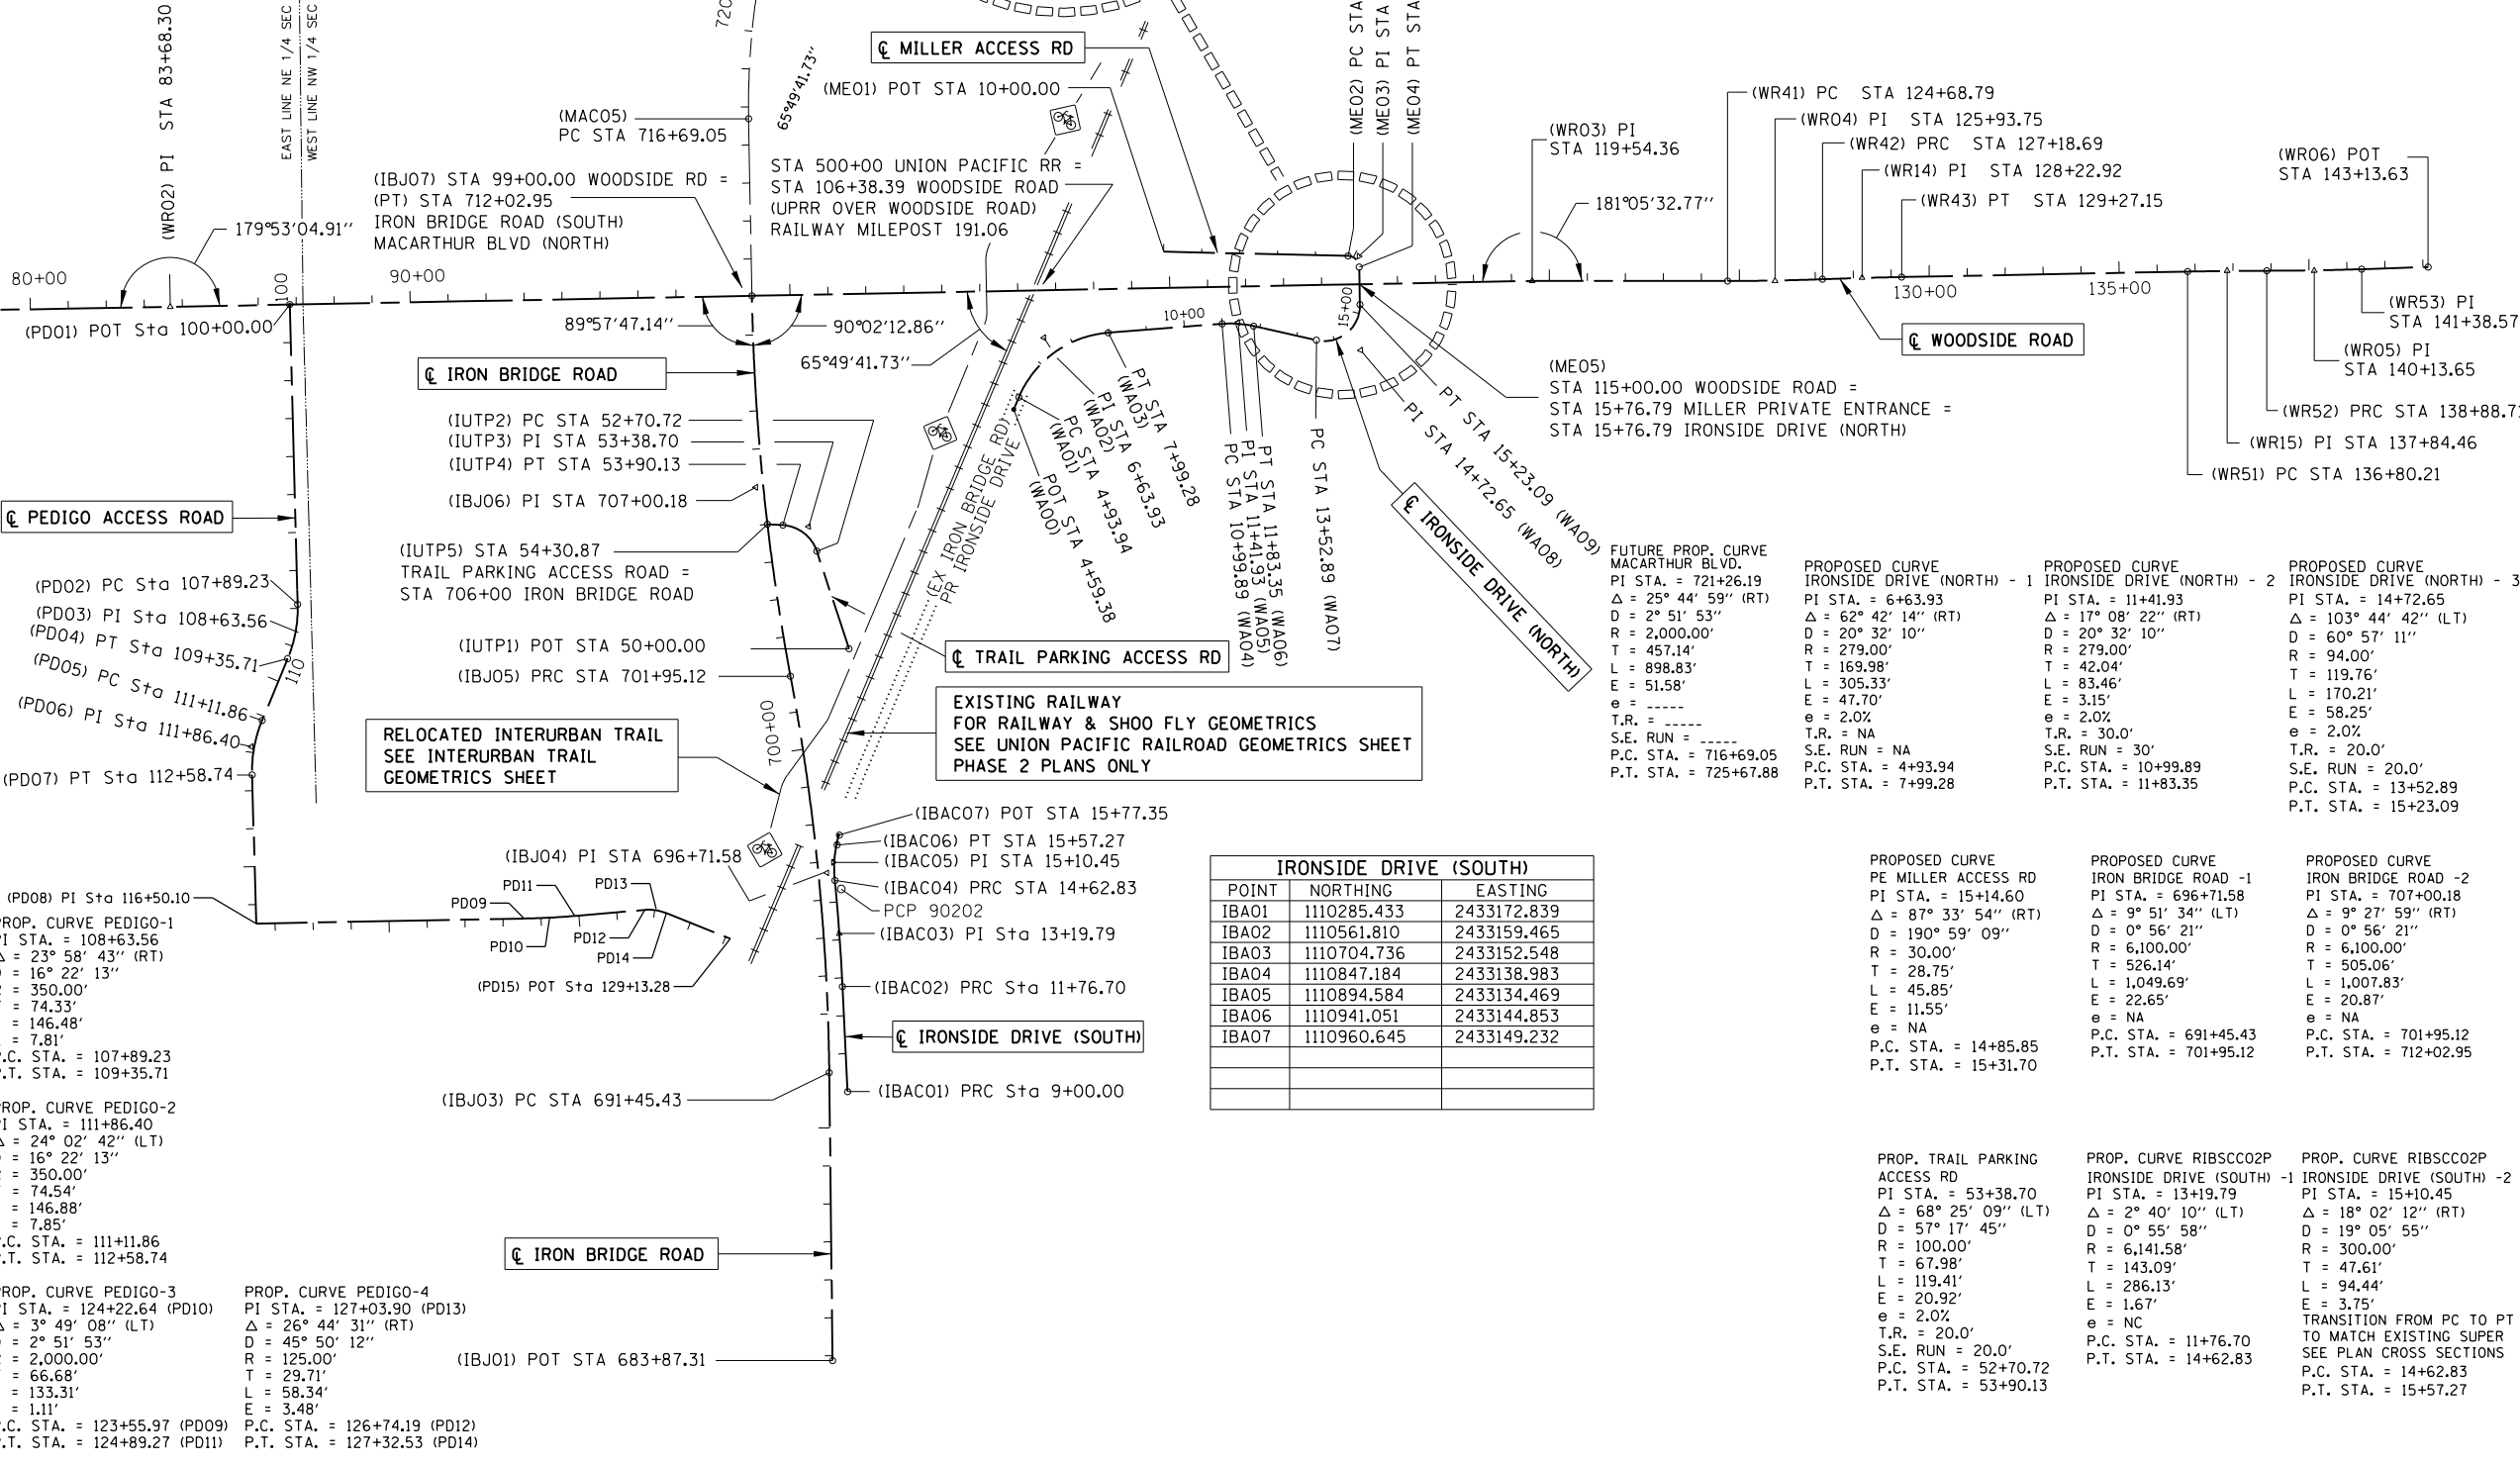 (WR02) PI STA 83+68.30
EAST LINE NE 1/4 SEC
WEST LINE NW 1/4 SEC
720
65°49'41.73''
℄ MILLER ACCESS RD
(ME01) POT STA 10+00.00
(ME02) PC STA
(ME03) PI STA
(ME04) PT STA
(MAC05)
PC STA 716+69.05
(IBJ07) STA 99+00.00 WOODSIDE RD =
(PT) STA 712+02.95
IRON BRIDGE ROAD (SOUTH)
MACARTHUR BLVD (NORTH)
STA 500+00 UNION PACIFIC RR =
STA 106+38.39 WOODSIDE ROAD
(UPRR OVER WOODSIDE ROAD)
RAILWAY MILEPOST 191.06
(WR03) PI
STA 119+54.36
(WR41) PC STA 124+68.79
(WR04) PI STA 125+93.75
(WR42) PRC STA 127+18.69
(WR14) PI STA 128+22.92
(WR43) PT STA 129+27.15
(WR06) POT
STA 143+13.63
179°53'04.91''
181°05'32.77''
80+00
100
90+00
10+00
15+00
130+00
135+00
(PD01) POT Sta 100+00.00
89°57'47.14''
90°02'12.86''
65°49'41.73''
℄ WOODSIDE ROAD
(WR53) PI
STA 141+38.57
(WR05) PI
STA 140+13.65
(WR52) PRC STA 138+88.7
(WR15) PI STA 137+84.46
(WR51) PC STA 136+80.21
℄ IRON BRIDGE ROAD
(ME05)
STA 115+00.00 WOODSIDE ROAD =
STA 15+76.79 MILLER PRIVATE ENTRANCE =
STA 15+76.79 IRONSIDE DRIVE (NORTH)
(IUTP2) PC STA 52+70.72
(IUTP3) PI STA 53+38.70
(IUTP4) PT STA 53+90.13
(IBJ06) PI STA 707+00.18
(IUTP5) STA 54+30.87
TRAIL PARKING ACCESS ROAD =
STA 706+00 IRON BRIDGE ROAD
(IUTP1) POT STA 50+00.00
(IBJ05) PRC STA 701+95.12
PT STA 7+99.28
(WA03)
PI STA 6+63.93
(WA02)
PC STA 4+93.94
(WA01)
POT STA 4+59.38
(WA00)
PT STA 11+83.35 (WA06)
PI STA 11+41.93 (WA05)
PC STA 10+99.89 (WA04)
PC STA 13+52.89 (WA07)
PT STA 15+23.09 (WA09)
PI STA 14+72.65 (WA08)
℄ IRONSIDE DRIVE (NORTH)
(EX IRON BRIDGE RD)
PR IRONSIDE DRIVE
℄ PEDIGO ACCESS ROAD
(PD02) PC Sta 107+89.23
(PD03) PI Sta 108+63.56
(PD04) PT Sta 109+35.71
110
(PD05) PC Sta 111+11.86
(PD06) PI Sta 111+86.40
(PD07) PT Sta 112+58.74
℄ TRAIL PARKING ACCESS RD
700+00
RELOCATED INTERURBAN TRAIL
SEE INTERURBAN TRAIL
GEOMETRICS SHEET
EXISTING RAILWAY
FOR RAILWAY & SHOO FLY GEOMETRICS
SEE UNION PACIFIC RAILROAD GEOMETRICS SHEET
PHASE 2 PLANS ONLY
FUTURE PROP. CURVE
MACARTHUR BLVD.
PI STA. = 721+26.19
Δ = 25° 44' 59'' (RT)
D = 2° 51' 53''
R = 2,000.00'
T = 457.14'
L = 898.83'
E = 51.58'
e = -----
T.R. = -----
S.E. RUN = -----
P.C. STA. = 716+69.05
P.T. STA. = 725+67.88
PROPOSED CURVE
IRONSIDE DRIVE (NORTH) - 1
PI STA. = 6+63.93
Δ = 62° 42' 14'' (RT)
D = 20° 32' 10''
R = 279.00'
T = 169.98'
L = 305.33'
E = 47.70'
e = 2.0%
T.R. = NA
S.E. RUN = NA
P.C. STA. = 4+93.94
P.T. STA. = 7+99.28
PROPOSED CURVE
IRONSIDE DRIVE (NORTH) - 2
PI STA. = 11+41.93
Δ = 17° 08' 22'' (RT)
D = 20° 32' 10''
R = 279.00'
T = 42.04'
L = 83.46'
E = 3.15'
e = 2.0%
T.R. = 30.0'
S.E. RUN = 30'
P.C. STA. = 10+99.89
P.T. STA. = 11+83.35
PROPOSED CURVE
IRONSIDE DRIVE (NORTH) - 3
PI STA. = 14+72.65
Δ = 103° 44' 42'' (LT)
D = 60° 57' 11''
R = 94.00'
T = 119.76'
L = 170.21'
E = 58.25'
e = 2.0%
T.R. = 20.0'
S.E. RUN = 20.0'
P.C. STA. = 13+52.89
P.T. STA. = 15+23.09
(IBAC07) POT STA 15+77.35
(IBAC06) PT STA 15+57.27
(IBAC05) PI STA 15+10.45
(IBAC04) PRC STA 14+62.83
PCP 90202
(IBAC03) PI Sta 13+19.79
(IBAC02) PRC Sta 11+76.70
℄ IRONSIDE DRIVE (SOUTH)
(IBAC01) PRC Sta 9+00.00
(IBJ04) PI STA 696+71.58
(PD08) PI Sta 116+50.10
PD09
PD11
PD13
PD10
PD12
PD14
(PD15) POT Sta 129+13.28
(IBJ03) PC STA 691+45.43
℄ IRON BRIDGE ROAD
(IBJ01) POT STA 683+87.31
IRONSIDE DRIVE (SOUTH)
POINT NORTHING EASTING
IBA01 1110285.433 2433172.839
IBA02 1110561.810 2433159.465
IBA03 1110704.736 2433152.548
IBA04 1110847.184 2433138.983
IBA05 1110894.584 2433134.469
IBA06 1110941.051 2433144.853
IBA07 1110960.645 2433149.232
PROPOSED CURVE
PE MILLER ACCESS RD
PI STA. = 15+14.60
Δ = 87° 33' 54'' (RT)
D = 190° 59' 09''
R = 30.00'
T = 28.75'
L = 45.85'
E = 11.55'
e = NA
P.C. STA. = 14+85.85
P.T. STA. = 15+31.70
PROPOSED CURVE
IRON BRIDGE ROAD -1
PI STA. = 696+71.58
Δ = 9° 51' 34'' (LT)
D = 0° 56' 21''
R = 6,100.00'
T = 526.14'
L = 1,049.69'
E = 22.65'
e = NA
P.C. STA. = 691+45.43
P.T. STA. = 701+95.12
PROPOSED CURVE
IRON BRIDGE ROAD -2
PI STA. = 707+00.18
Δ = 9° 27' 59'' (RT)
D = 0° 56' 21''
R = 6,100.00'
T = 505.06'
L = 1,007.83'
E = 20.87'
e = NA
P.C. STA. = 701+95.12
P.T. STA. = 712+02.95
PROP. TRAIL PARKING
ACCESS RD
PI STA. = 53+38.70
Δ = 68° 25' 09'' (LT)
D = 57° 17' 45''
R = 100.00'
T = 67.98'
L = 119.41'
E = 20.92'
e = 2.0%
T.R. = 20.0'
S.E. RUN = 20.0'
P.C. STA. = 52+70.72
P.T. STA. = 53+90.13
PROP. CURVE RIBSCC02P
IRONSIDE DRIVE (SOUTH) -1
PI STA. = 13+19.79
Δ = 2° 40' 10'' (LT)
D = 0° 55' 58''
R = 6,141.58'
T = 143.09'
L = 286.13'
E = 1.67'
e = NC
P.C. STA. = 11+76.70
P.T. STA. = 14+62.83
PROP. CURVE RIBSCC02P
IRONSIDE DRIVE (SOUTH) -2
PI STA. = 15+10.45
Δ = 18° 02' 12'' (RT)
D = 19° 05' 55''
R = 300.00'
T = 47.61'
L = 94.44'
E = 3.75'
TRANSITION FROM PC TO PT
TO MATCH EXISTING SUPER
SEE PLAN CROSS SECTIONS
P.C. STA. = 14+62.83
P.T. STA. = 15+57.27
PROP. CURVE PEDIGO-1
PI STA. = 108+63.56
Δ = 23° 58' 43'' (RT)
= 16° 22' 13''
= 350.00'
= 74.33'
= 146.48'
= 7.81'
P.C. STA. = 107+89.23
P.T. STA. = 109+35.71
PROP. CURVE PEDIGO-2
PI STA. = 111+86.40
Δ = 24° 02' 42'' (LT)
= 16° 22' 13''
= 350.00'
= 74.54'
= 146.88'
= 7.85'
P.C. STA. = 111+11.86
P.T. STA. = 112+58.74
PROP. CURVE PEDIGO-3
PI STA. = 124+22.64 (PD10)
Δ = 3° 49' 08'' (LT)
= 2° 51' 53''
= 2,000.00'
= 66.68'
= 133.31'
= 1.11'
P.C. STA. = 123+55.97 (PD09)
P.T. STA. = 124+89.27 (PD11)
PROP. CURVE PEDIGO-4
PI STA. = 127+03.90 (PD13)
Δ = 26° 44' 31'' (RT)
D = 45° 50' 12''
R = 125.00'
T = 29.71'
L = 58.34'
E = 3.48'
P.C. STA. = 126+74.19 (PD12)
P.T. STA. = 127+32.53 (PD14)